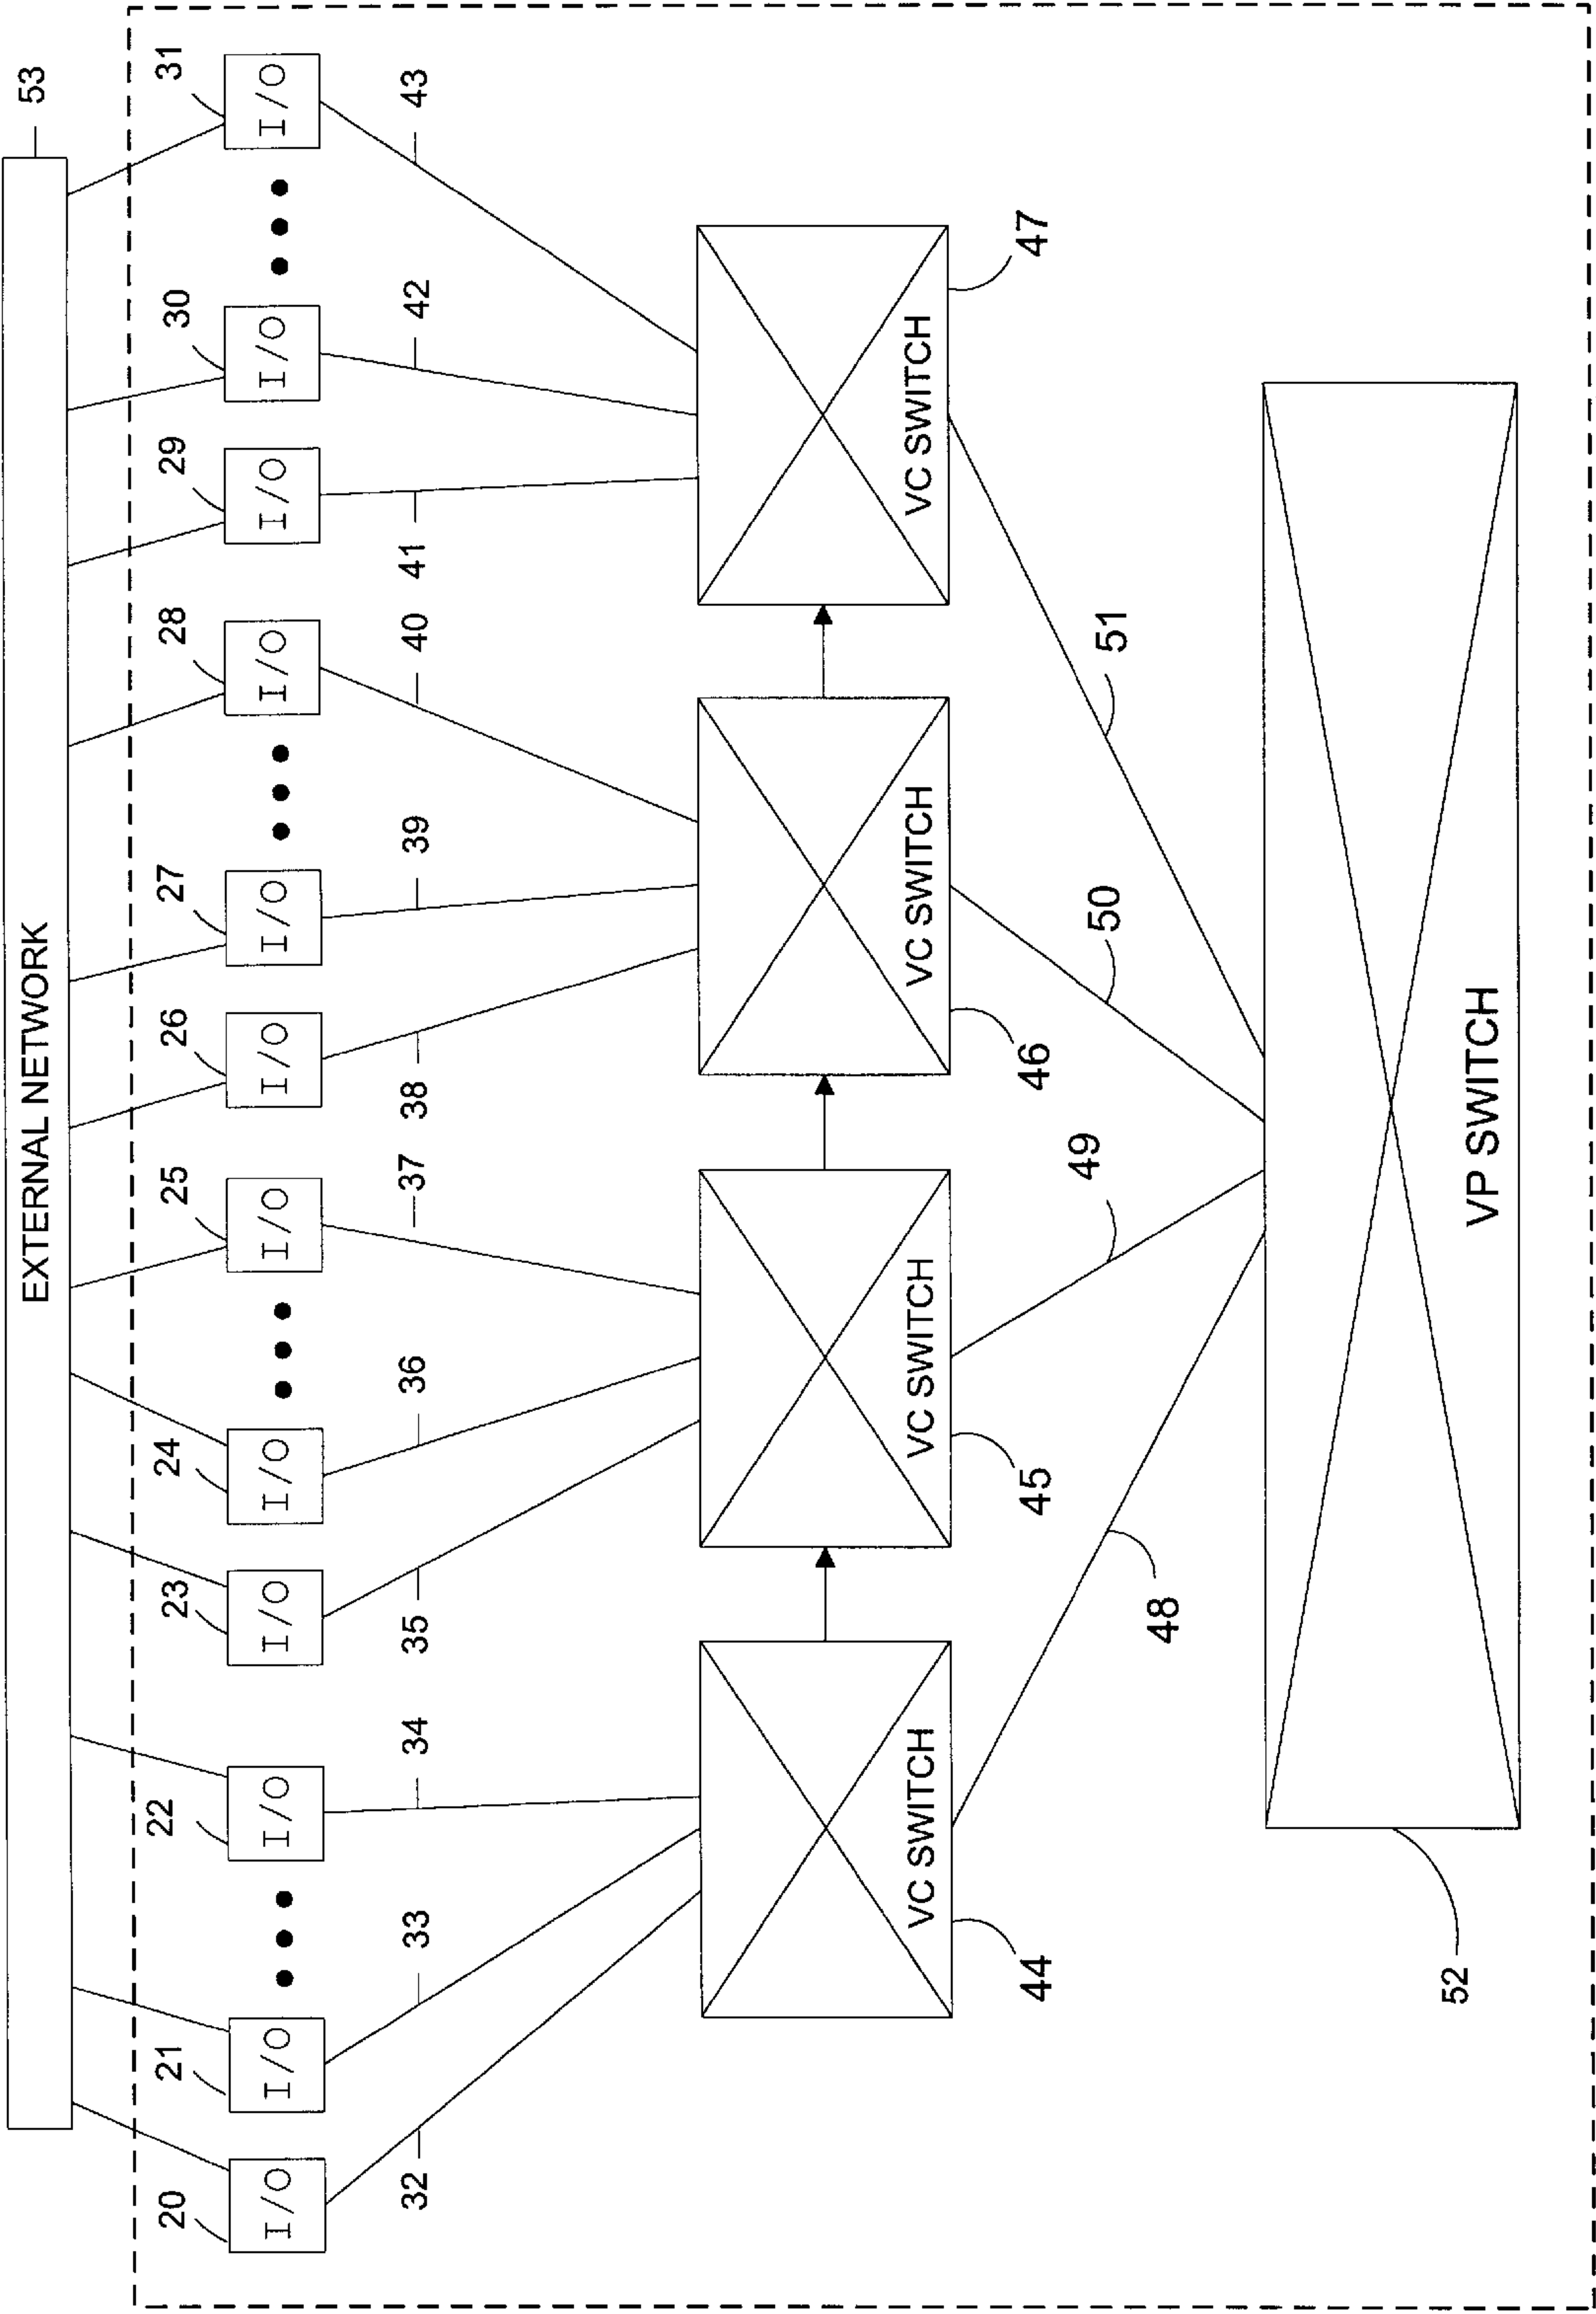 EXTERNAL NETWORK
53
20
21
22
23
24
25
26
27
28
29
30
31
I/O
I/O
I/O
I/O
I/O
I/O
I/O
I/O
I/O
I/O
I/O
I/O
32
33
34
35
36
37
38
39
40
41
42
43
VC SWITCH
VC SWITCH
VC SWITCH
VC SWITCH
44
45
46
47
48
49
50
51
VP SWITCH
52